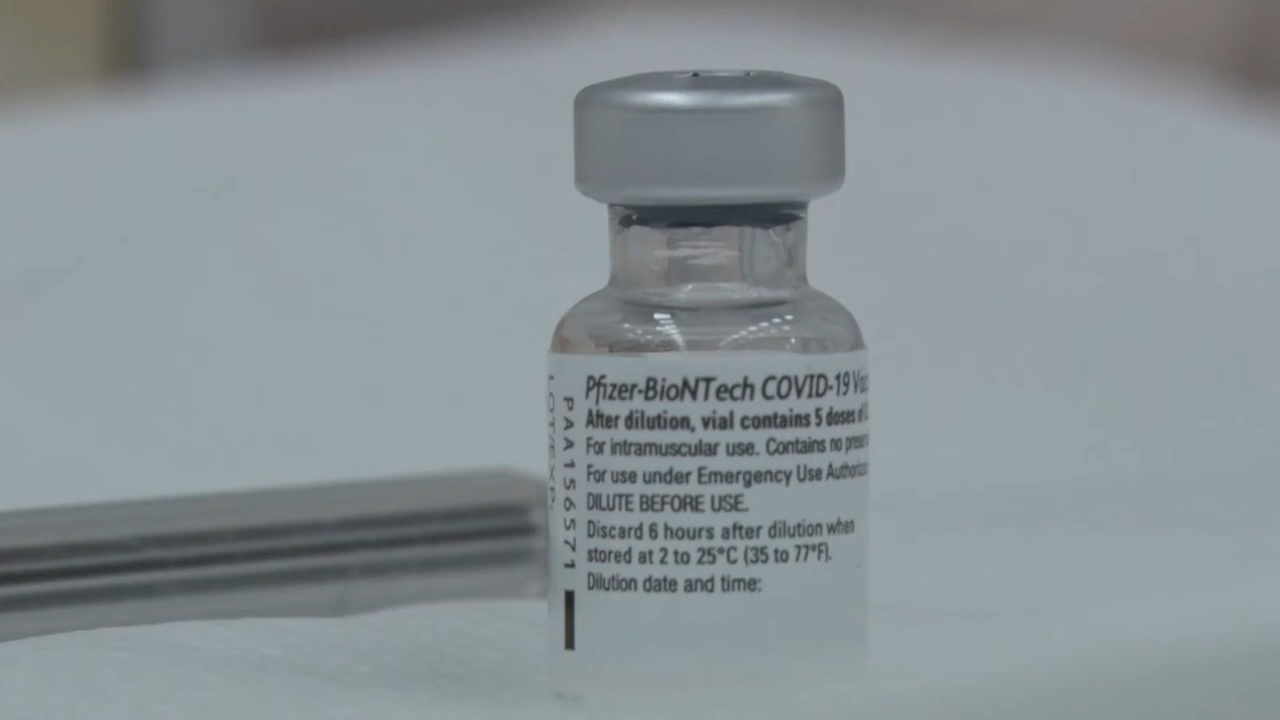 Pfizer-BioNTech COVID-19
After dilution, vial contains 5 doses of
For intramuscular use. Contains no
For use under Emergency Use
DILUTE BEFORE USE.
Discard 6 hours after dilution when
stored at 2 to 25°C (35 to 77°F).
Dilution date and time:
PAA156571
LOT/EXP: